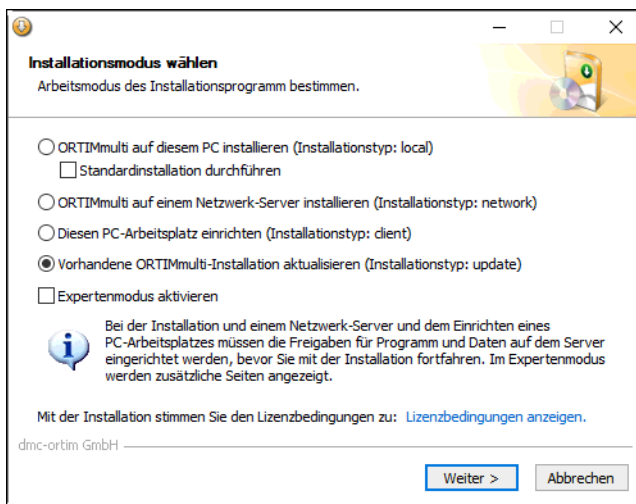 Installationsmodus wählen
Arbeitsmodus des Installationsprogramm bestimmen.
ORTIMmulti auf diesem PC installieren (Installationstyp: local)
Standardinstallation durchführen
ORTIMmulti auf einem Netzwerk-Server installieren (Installationstyp: network)
Diesen PC-Arbeitsplatz einrichten (Installationstyp: client)
Vorhandene ORTIMmulti-Installation aktualisieren (Installationstyp: update)
Expertenmodus aktivieren
Bei der Installation und einem Netzwerk-Server und dem Einrichten eines
PC-Arbeitsplatzes müssen die Freigaben für Programm und Daten auf dem Server
eingerichtet werden, bevor Sie mit der Installation fortfahren. Im Expertenmodus
werden zusätzliche Seiten angezeigt.
Mit der Installation stimmen Sie den Lizenzbedingungen zu: Lizenzbedingungen anzeigen.
dmc-ortim GmbH
Weiter > Abbrechen